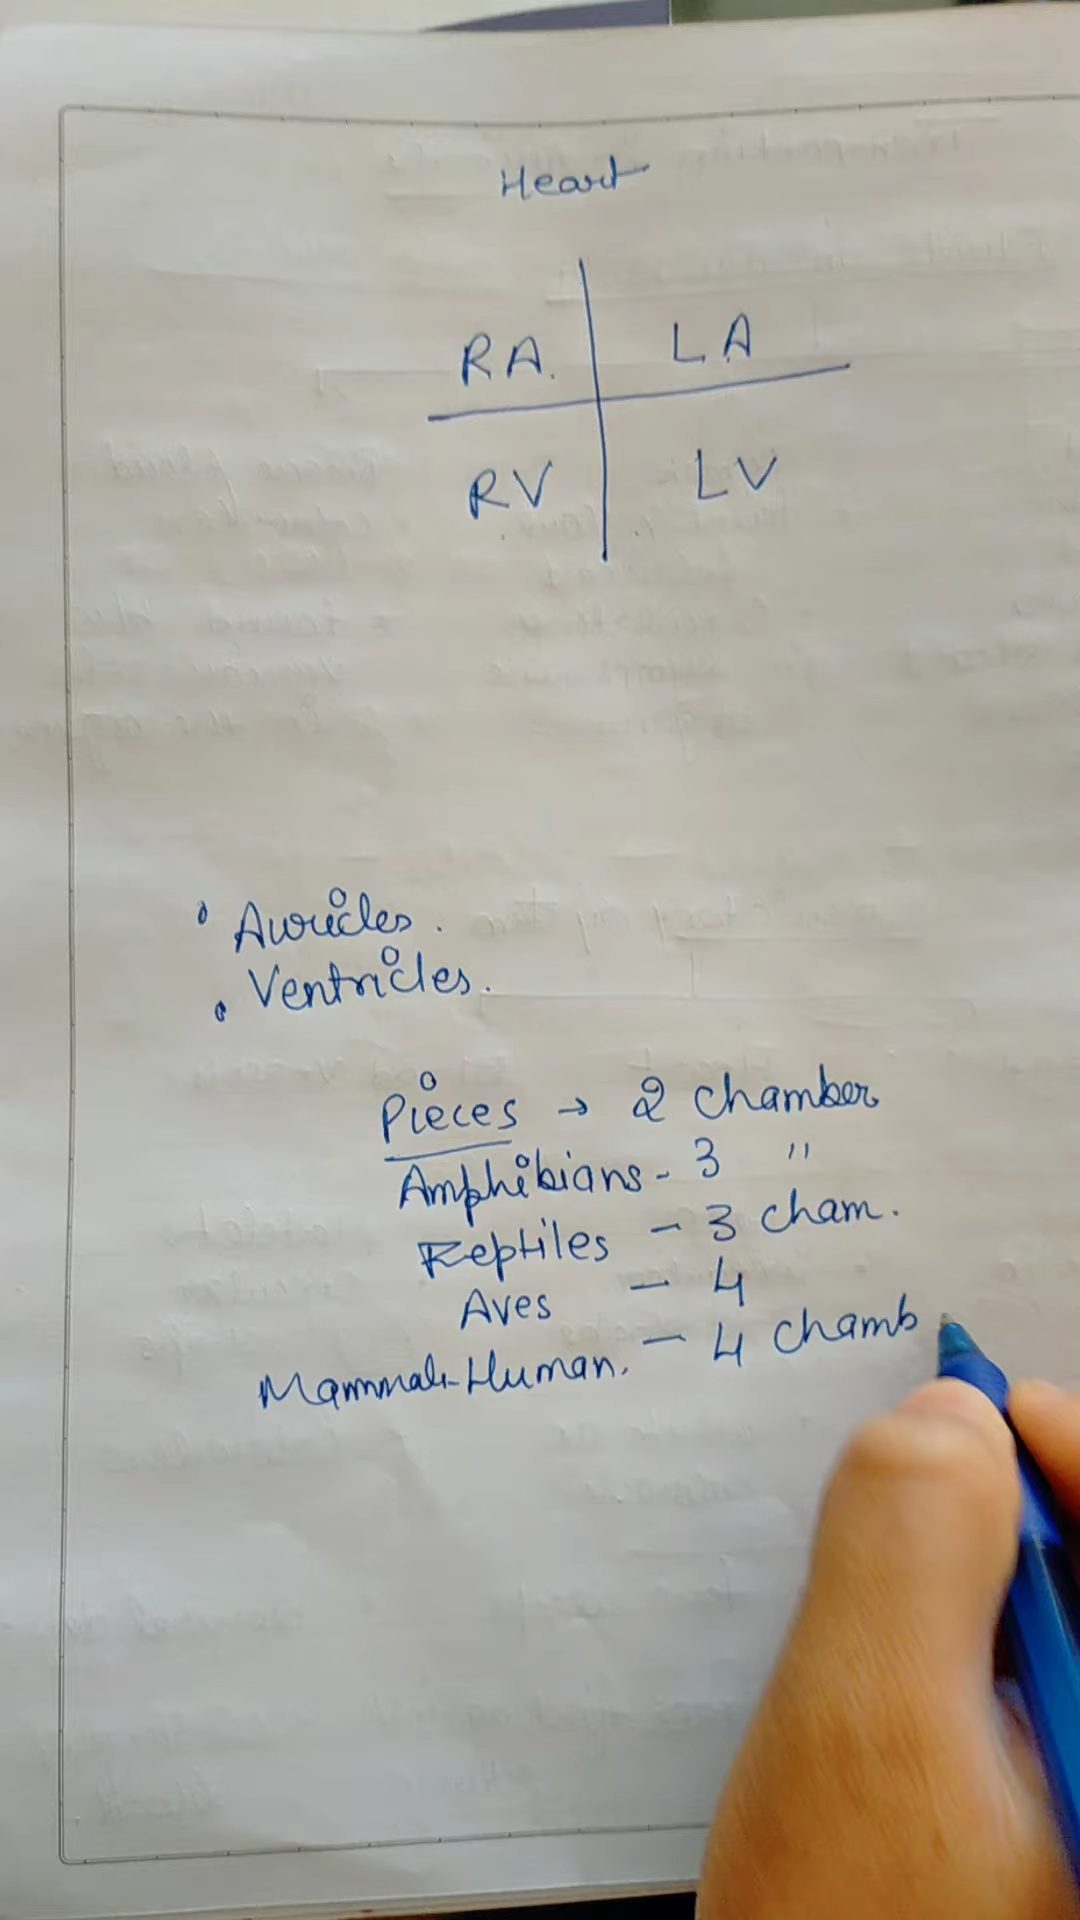 Heart
RA. LA
RV LV
• Auricles.
• Ventricles.
Pieces → 2 chamber
Amphibians - 3 "
Reptiles - 3 cham.
Aves - 4
Mammals - Human. - 4 chamb